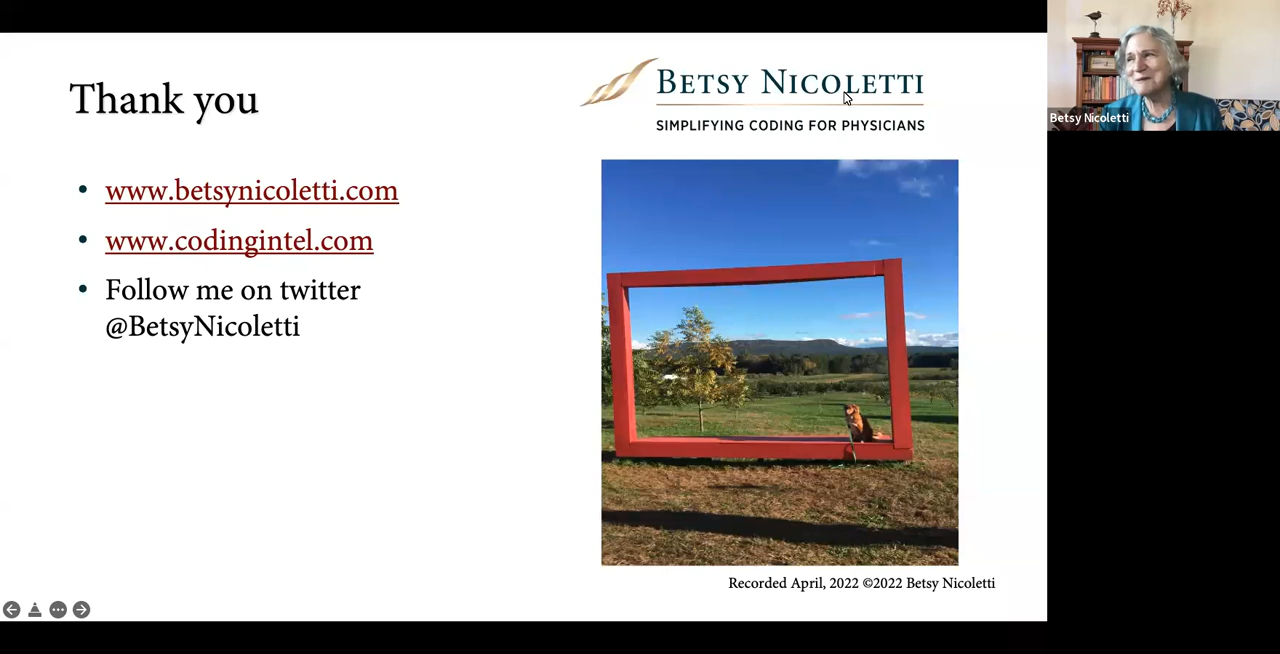 Thank you
BETSY NICOLETTI
SIMPLIFYING CODING FOR PHYSICIANS
• www.betsynicoletti.com
• www.codingintel.com
• Follow me on twitter
@BetsyNicoletti
Recorded April, 2022 ©2022 Betsy Nicoletti
Betsy Nicoletti